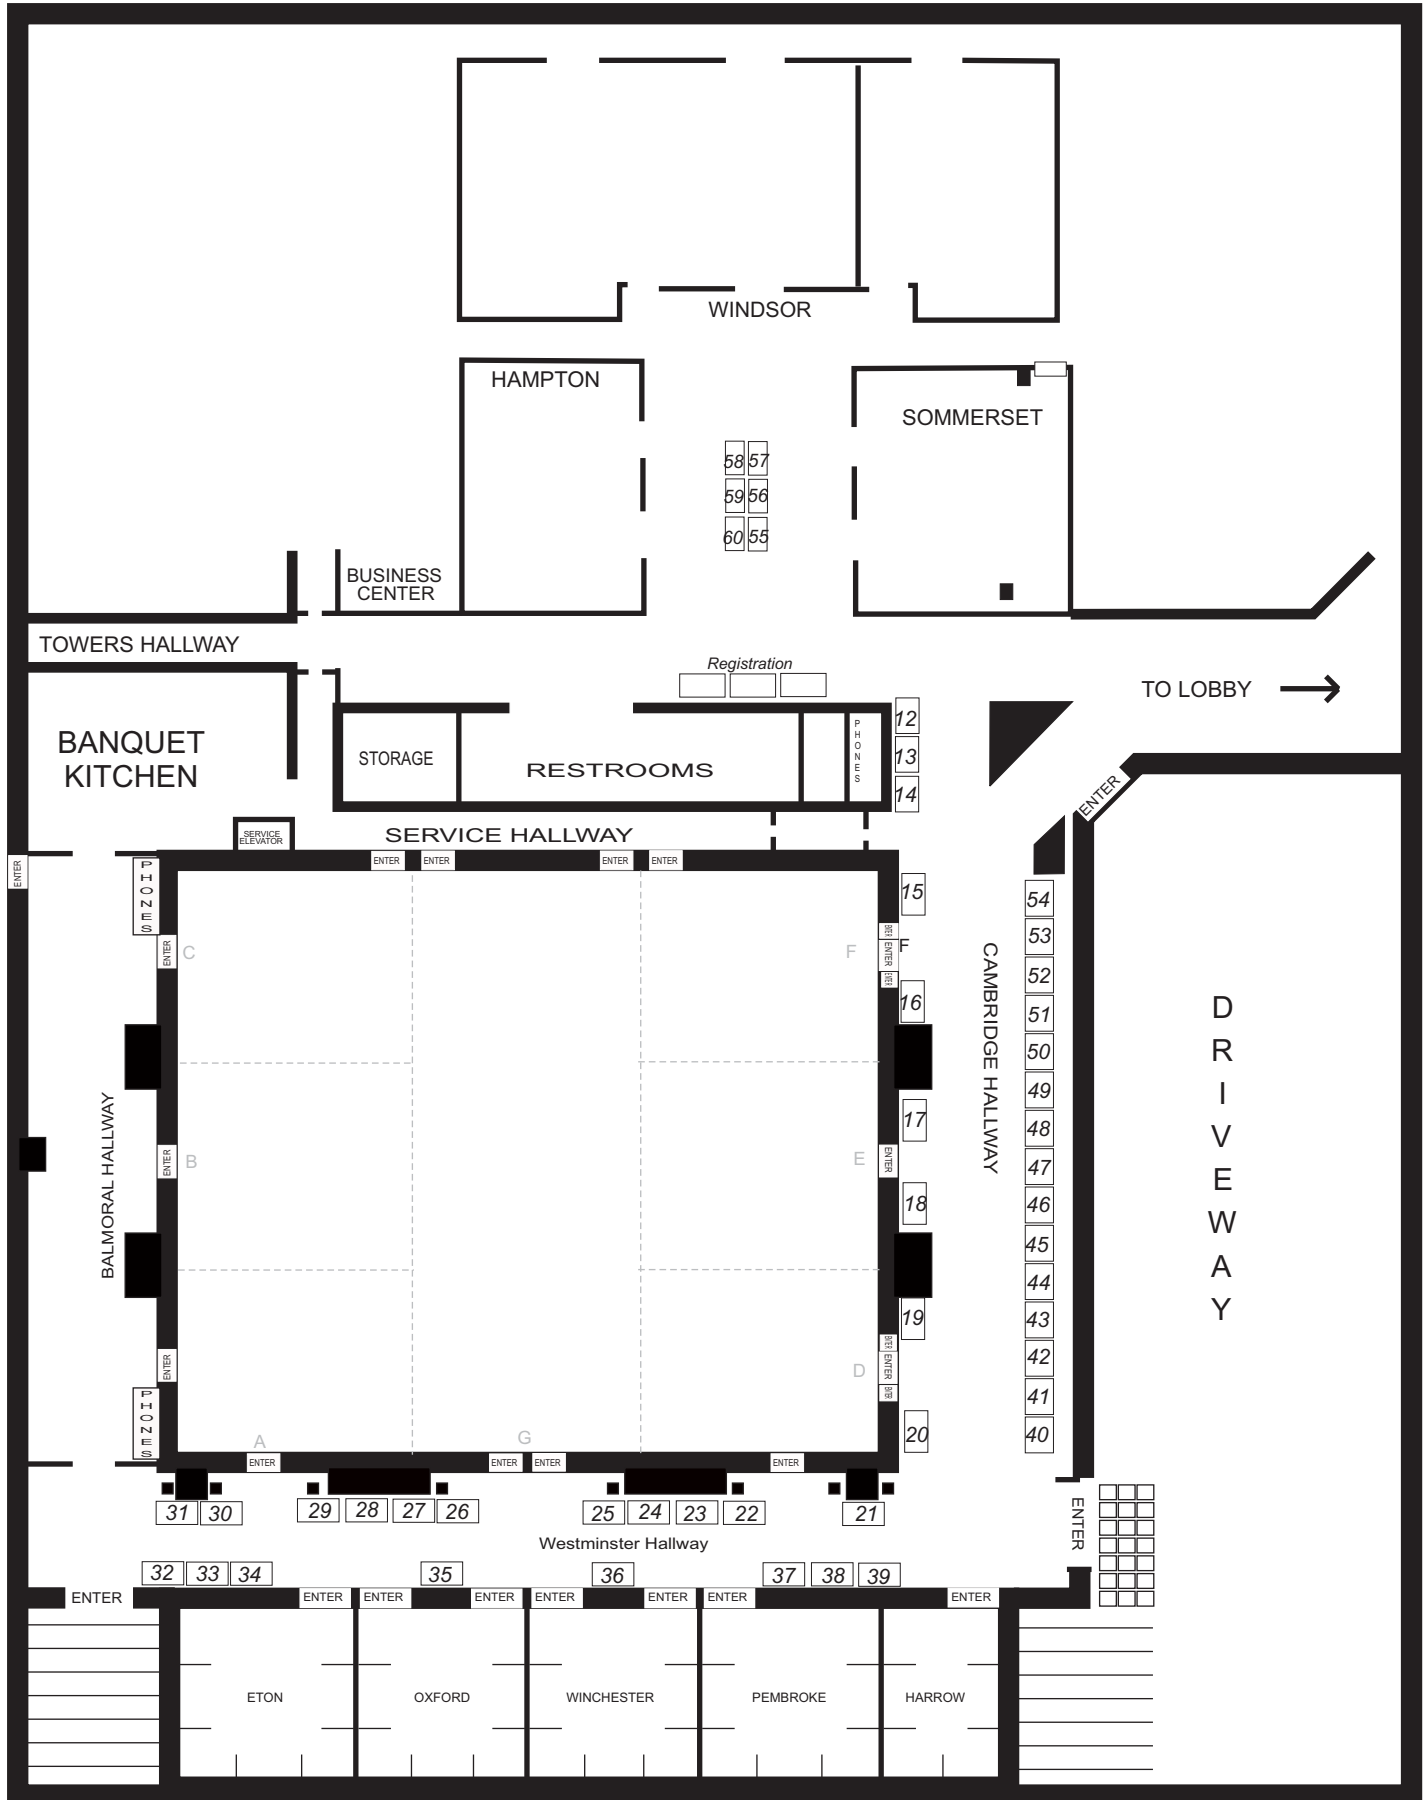 WINDSOR
HAMPTON
SOMMERSET
58 57
59 56
60 55
BUSINESS
CENTER
TOWERS HALLWAY
Registration
TO LOBBY
BANQUET
KITCHEN
STORAGE
RESTROOMS
PHONES
12
13
14
ENTER
SERVICE
ELEVATOR
SERVICE HALLWAY
ENTER
ENTER ENTER ENTER ENTER
PHONES
15
54
53
52
51
50
49
48
47
46
45
44
43
42
41
40
ENTER
C
F
ENTER
ENTER
ENTER
F
16
CAMBRIDGE HALLWAY
DRIVEWAY
17
BALMORAL HALLWAY
ENTER
B
E
ENTER
18
19
ENTER
D
ENTER
ENTER
ENTER
PHONES
20
A
G
ENTER ENTER ENTER ENTER
31 30 29 28 27 26 25 24 23 22 21
Westminster Hallway
ENTER
32 33 34 35 36 37 38 39
ENTER ENTER ENTER ENTER ENTER ENTER ENTER ENTER
ETON OXFORD WINCHESTER PEMBROKE HARROW